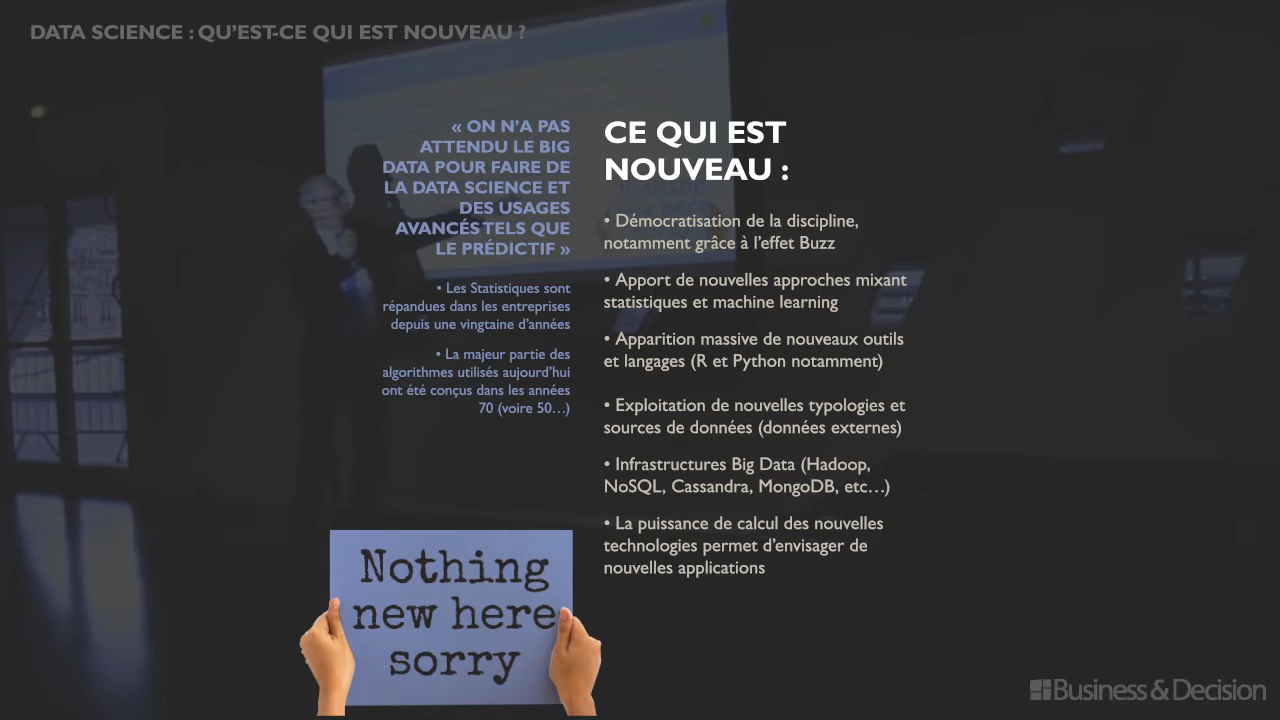 DATA SCIENCE : QU'EST-CE QUI EST NOUVEAU ?
« ON N'A PAS
ATTENDU LE BIG
DATA POUR FAIRE DE
LA DATA SCIENCE ET
DES USAGES
AVANCÉS TELS QUE
LE PRÉDICTIF »
• Les Statistiques sont
répandues dans les entreprises
depuis une vingtaine d'années
• La majeur partie des
algorithmes utilisés aujourd'hui
ont été conçus dans les années
70 (voire 50…)
Nothing
new here
sorry
CE QUI EST
NOUVEAU :
• Démocratisation de la discipline,
notamment grâce à l'effet Buzz
• Apport de nouvelles approches mixant
statistiques et machine learning
• Apparition massive de nouveaux outils
et langages (R et Python notamment)
• Exploitation de nouvelles typologies et
sources de données (données externes)
• Infrastructures Big Data (Hadoop,
NoSQL, Cassandra, MongoDB, etc…)
• La puissance de calcul des nouvelles
technologies permet d'envisager de
nouvelles applications
Business & Decision